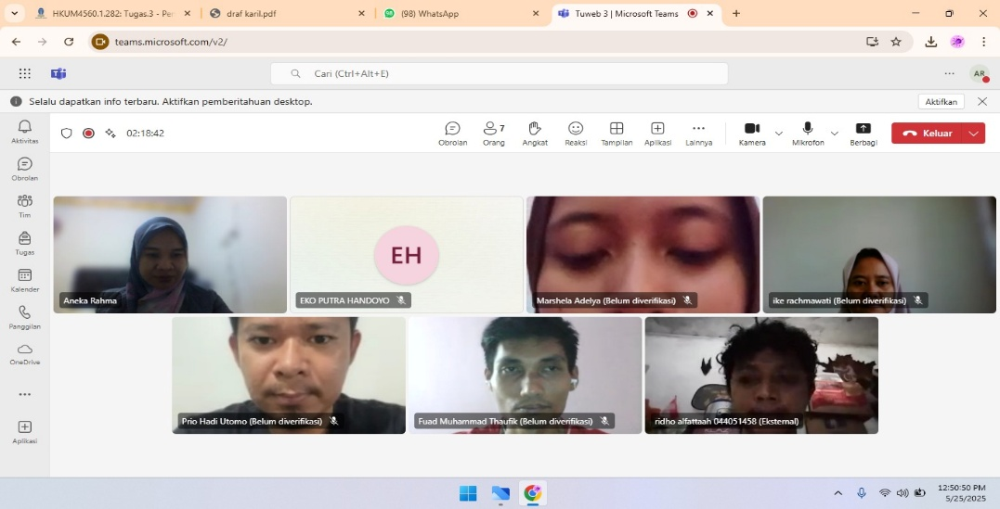 HKUM4560.1.282: Tugas.3 - Per
draf karil.pdf
(98) WhatsApp
Tuweb 3 | Microsoft Teams
teams.microsoft.com/v2/
Cari (Ctrl+Alt+E)
AR
Selalu dapatkan info terbaru. Aktifkan pemberitahuan desktop.
Aktifkan
Aktivitas
Obrolan
Tim
Tugas
Kalender
Panggilan
OneDrive
Aplikasi
02:18:42
Obrolan
7
Orang
Angkat
Reaksi
Tampilan
Aplikasi
Lainnya
Kamera
Mikrofon
Berbagi
Keluar
Aneka Rahma
EH
EKO PUTRA HANDOYO
Marshela Adelya (Belum diverifikasi)
ike rachmawati (Belum diverifikasi)
Prio Hadi Utomo (Belum diverifikasi)
Fuad Muhammad Thaufik (Belum diverifikasi)
ridho alfattaah 044051458 (Eksternal)
12:50:50 PM
5/25/2025